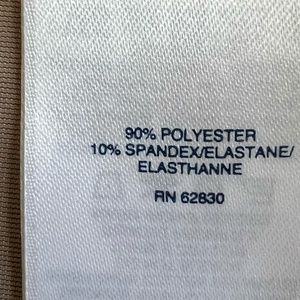 90% POLYESTER
10% SPANDEX/ELASTANE/
ELASTHANNE
RN 62830